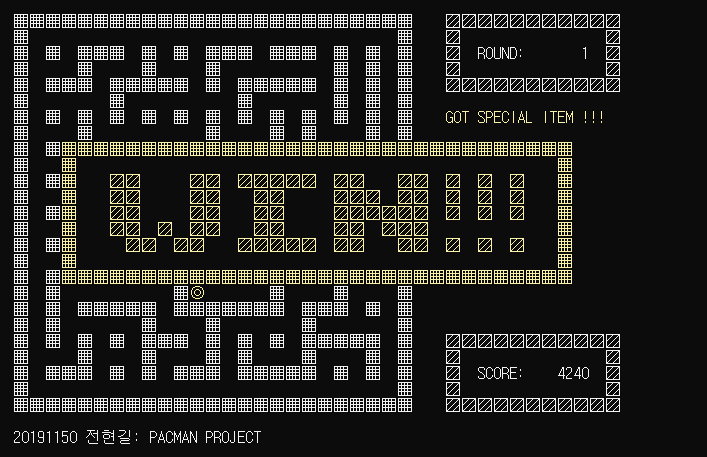 ROUND: 1
GOT SPECIAL ITEM !!!
WIN!!!
SCORE: 4240
20191150 전현길: PACMAN PROJECT